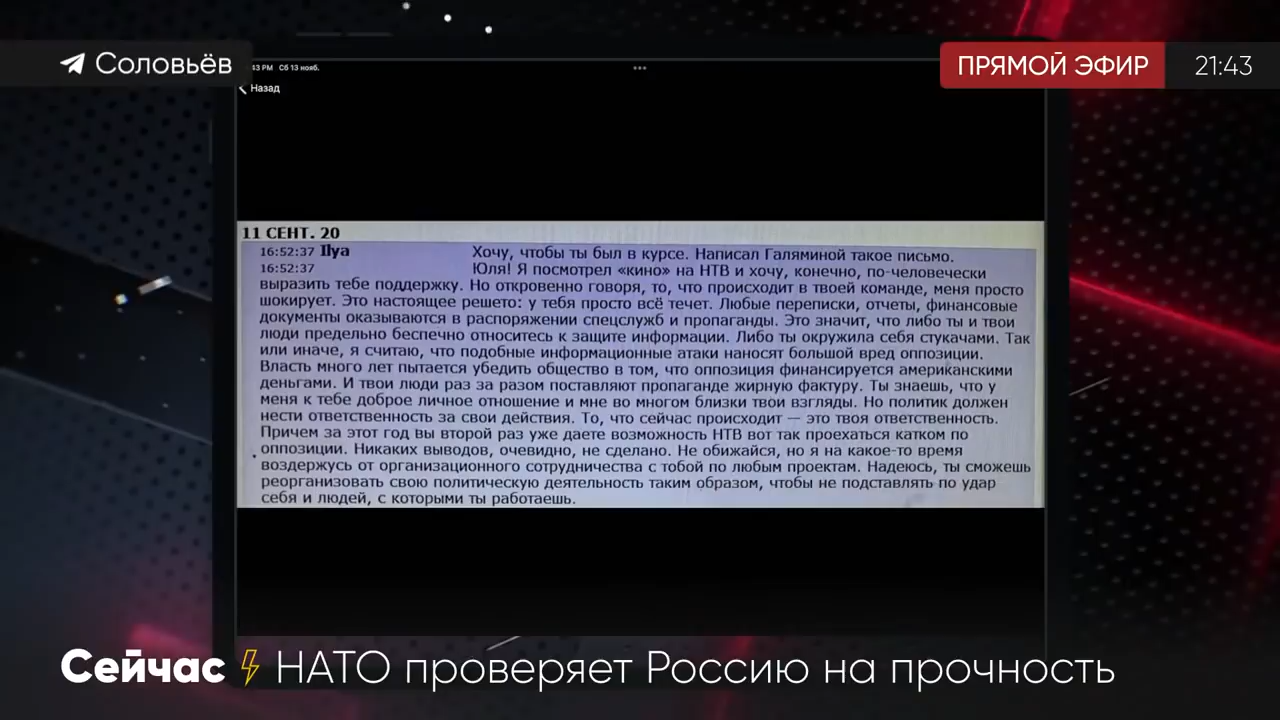 Соловьёв
ПРЯМОЙ ЭФИР 21:43
43 PM Сб 13 нояб.
Назад
11 СЕНТ. 20
16:52:37 Ilya Хочу, чтобы ты был в курсе. Написал Галяминой такое письмо.
16:52:37 Юля! Я посмотрел «кино» на НТВ и хочу, конечно, по-человечески
выразить тебе поддержку. Но откровенно говоря, то, что происходит в твоей команде, меня просто
шокирует. Это настоящее решето: у тебя просто всё течет. Любые переписки, отчеты, финансовые
документы оказываются в распоряжении спецслужб и пропаганды. Это значит, что либо ты и твои
люди предельно беспечно относитесь к защите информации. Либо ты окружила себя стукачами. Так
или иначе, я считаю, что подобные информационные атаки наносят большой вред оппозиции.
Власть много лет пытается убедить общество в том, что оппозиция финансируется американскими
деньгами. И твои люди раз за разом поставляют пропаганде жирную фактуру. Ты знаешь, что у
меня к тебе доброе личное отношение и мне во многом близки твои взгляды. Но политик должен
нести ответственность за свои действия. То, что сейчас происходит — это твоя ответственность.
Причем за этот год вы второй раз уже даете возможность НТВ вот так проехаться катком по
оппозиции. Никаких выводов, очевидно, не сделано. Не обижайся, но я на какое-то время
воздержусь от организационного сотрудничества с тобой по любым проектам. Надеюсь, ты сможешь
реорганизовать свою политическую деятельность таким образом, чтобы не подставлять по удар
себя и людей, с которыми ты работаешь.
Сейчас НАТО проверяет Россию на прочность